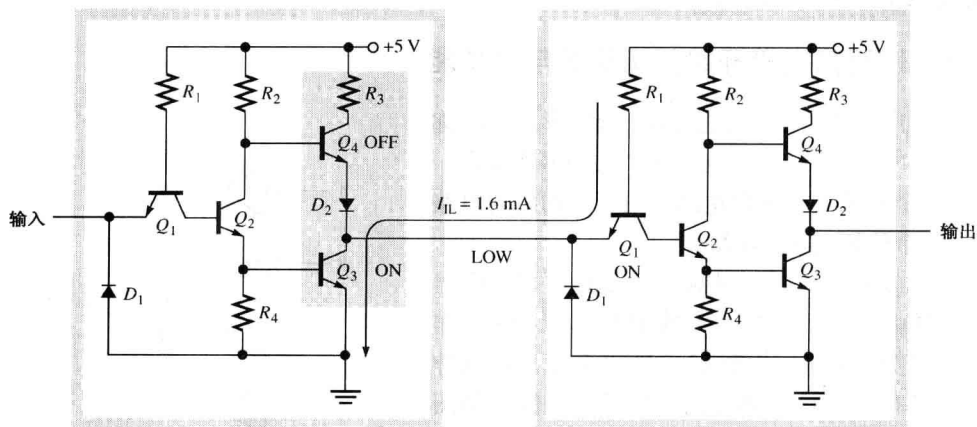 +5 V
R1
R2
R3
Q4 OFF
D2
输入
Q1
Q2
Q3
ON
D1
R4
IIL = 1.6 mA
LOW
+5 V
R1
R2
R3
Q4
D2
输出
Q1
ON
Q2
Q3
D1
R4